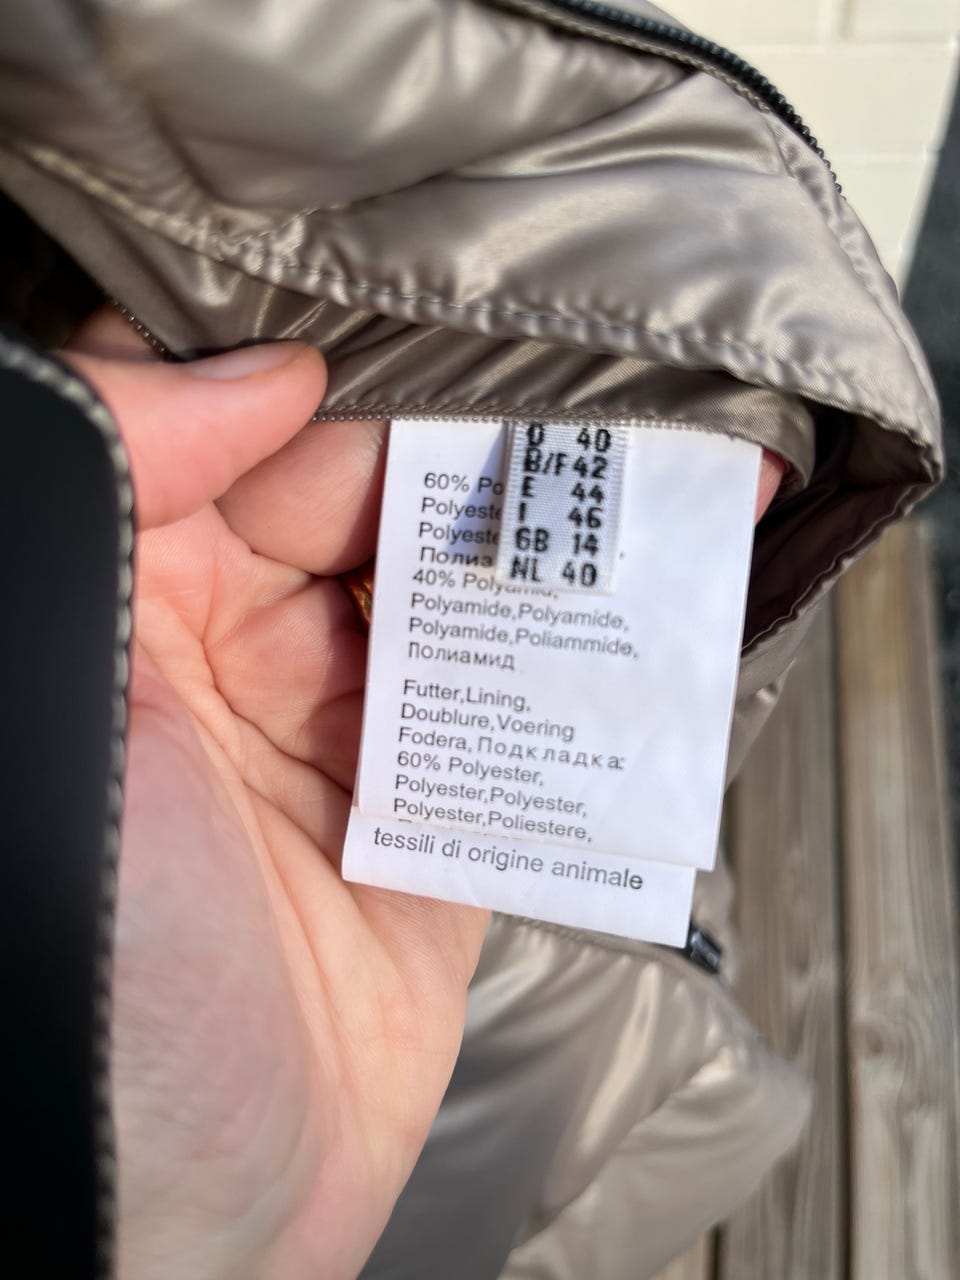 D 40
B/F 42
E 44
I 46
GB 14
NL 40
60%
Полиа
40% Polyamid,
Polyamide,Polyamide,
Polyamide,Poliammide,
Полиамид
Futter,Lining,
Doublure,Voering
Fodera, Подкладка:
60% Polyester,
Polyester,Polyester,
Polyester,Poliestere,
tessili di origine animale